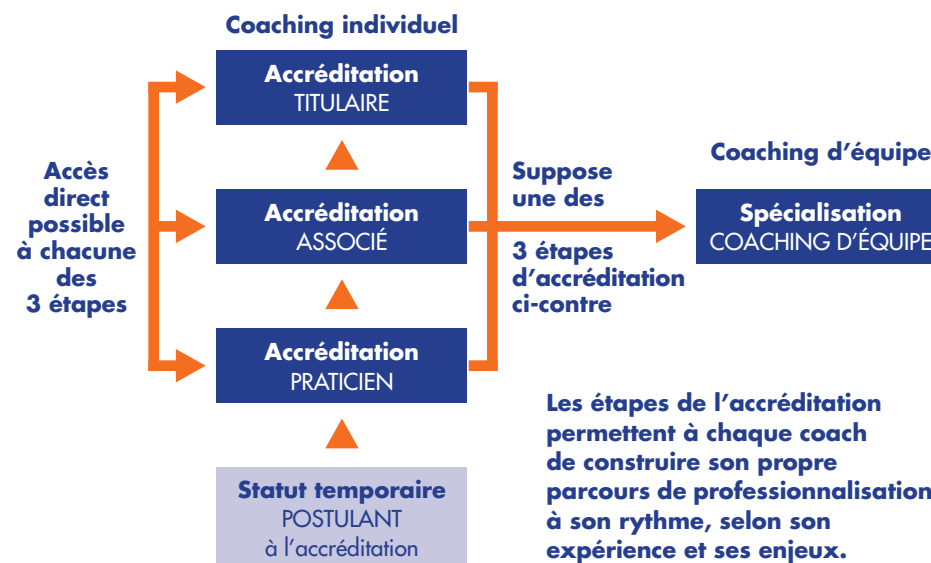 Coaching individuel
Accréditation
TITULAIRE
Accès
direct
possible
à chacune
des
3 étapes
Accréditation
ASSOCIÉ
Accréditation
PRATICIEN
Statut temporaire
POSTULANT
à l’accréditation
Suppose
une des
3 étapes
d’accréditation
ci-contre
Coaching d’équipe
Spécialisation
COACHING D’ÉQUIPE
Les étapes de l’accréditation
permettent à chaque coach
de construire son propre
parcours de professionnalisation
à son rythme, selon son
expérience et ses enjeux.